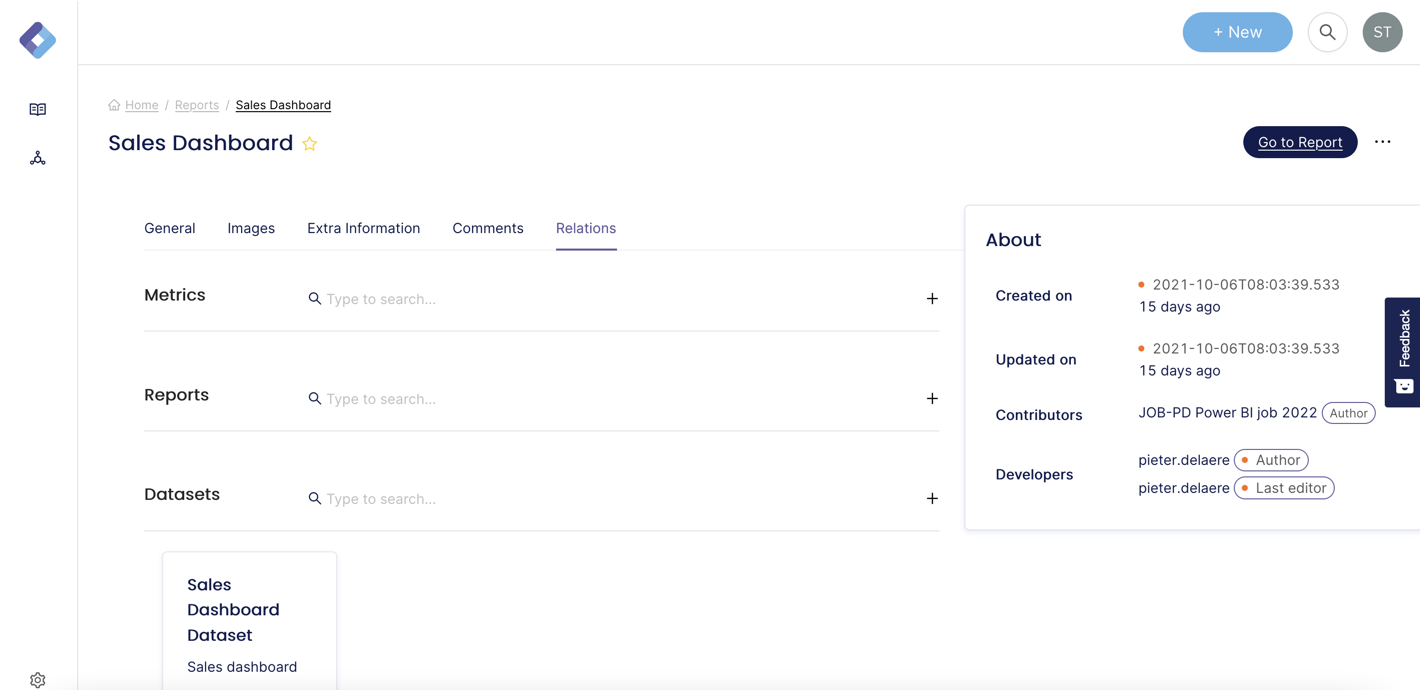 + New
ST
Home / Reports / Sales Dashboard
Sales Dashboard
Go to Report
General Images Extra Information Comments Relations
Metrics
Type to search...
Reports
Type to search...
Datasets
Type to search...
Sales
Dashboard
Dataset
Sales dashboard
About
Created on
2021-10-06T08:03:39.533
15 days ago
Updated on
2021-10-06T08:03:39.533
15 days ago
Contributors
JOB-PD Power BI job 2022 Author
Developers
pieter.delaere Author
pieter.delaere Last editor
Feedback